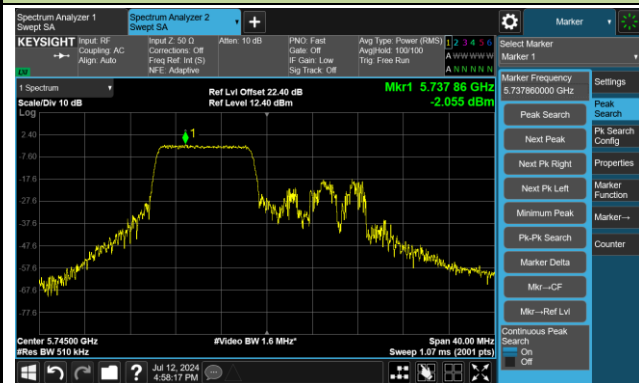 Spectrum Analyzer 1
Swept SA
Spectrum Analyzer 2
Swept SA
Marker
KEYSIGHT
Input: RF
Coupling: AC
Align: Auto
Input Z: 50 Ω
Corrections: Off
Freq Ref: Int (S)
NFE: Adaptive
Atten: 10 dB
PNO: Fast
Gate: Off
IF Gain: Low
Sig Track: Off
Avg Type: Power (RMS)
Avg|Hold: 100/100
Trig: Free Run
1 2 3 4 5 6
A W W W W W
A N N N N N
Select Marker
Marker 1
LVI
1 Spectrum
Scale/Div 10 dB
Log
Ref Lvl Offset 22.40 dB
Ref Level 12.40 dBm
Mkr1 5.737 86 GHz
-2.055 dBm
2.40
-7.60
-17.6
-27.6
-37.6
-47.6
-57.6
-67.6
-77.6
1
Center 5.74500 GHz
#Res BW 510 kHz
#Video BW 1.6 MHz*
Span 40.00 MHz
Sweep 1.07 ms (2001 pts)
Marker Frequency
5.737860000 GHz
Peak Search
Next Peak
Next Pk Right
Next Pk Left
Minimum Peak
Pk-Pk Search
Marker Delta
Mkr→CF
Mkr→Ref Lvl
Continuous Peak
Search
On
Off
Settings
Peak
Search
Pk Search
Config
Properties
Marker
Function
Marker→
Counter
Jul 12, 2024
4:58:17 PM